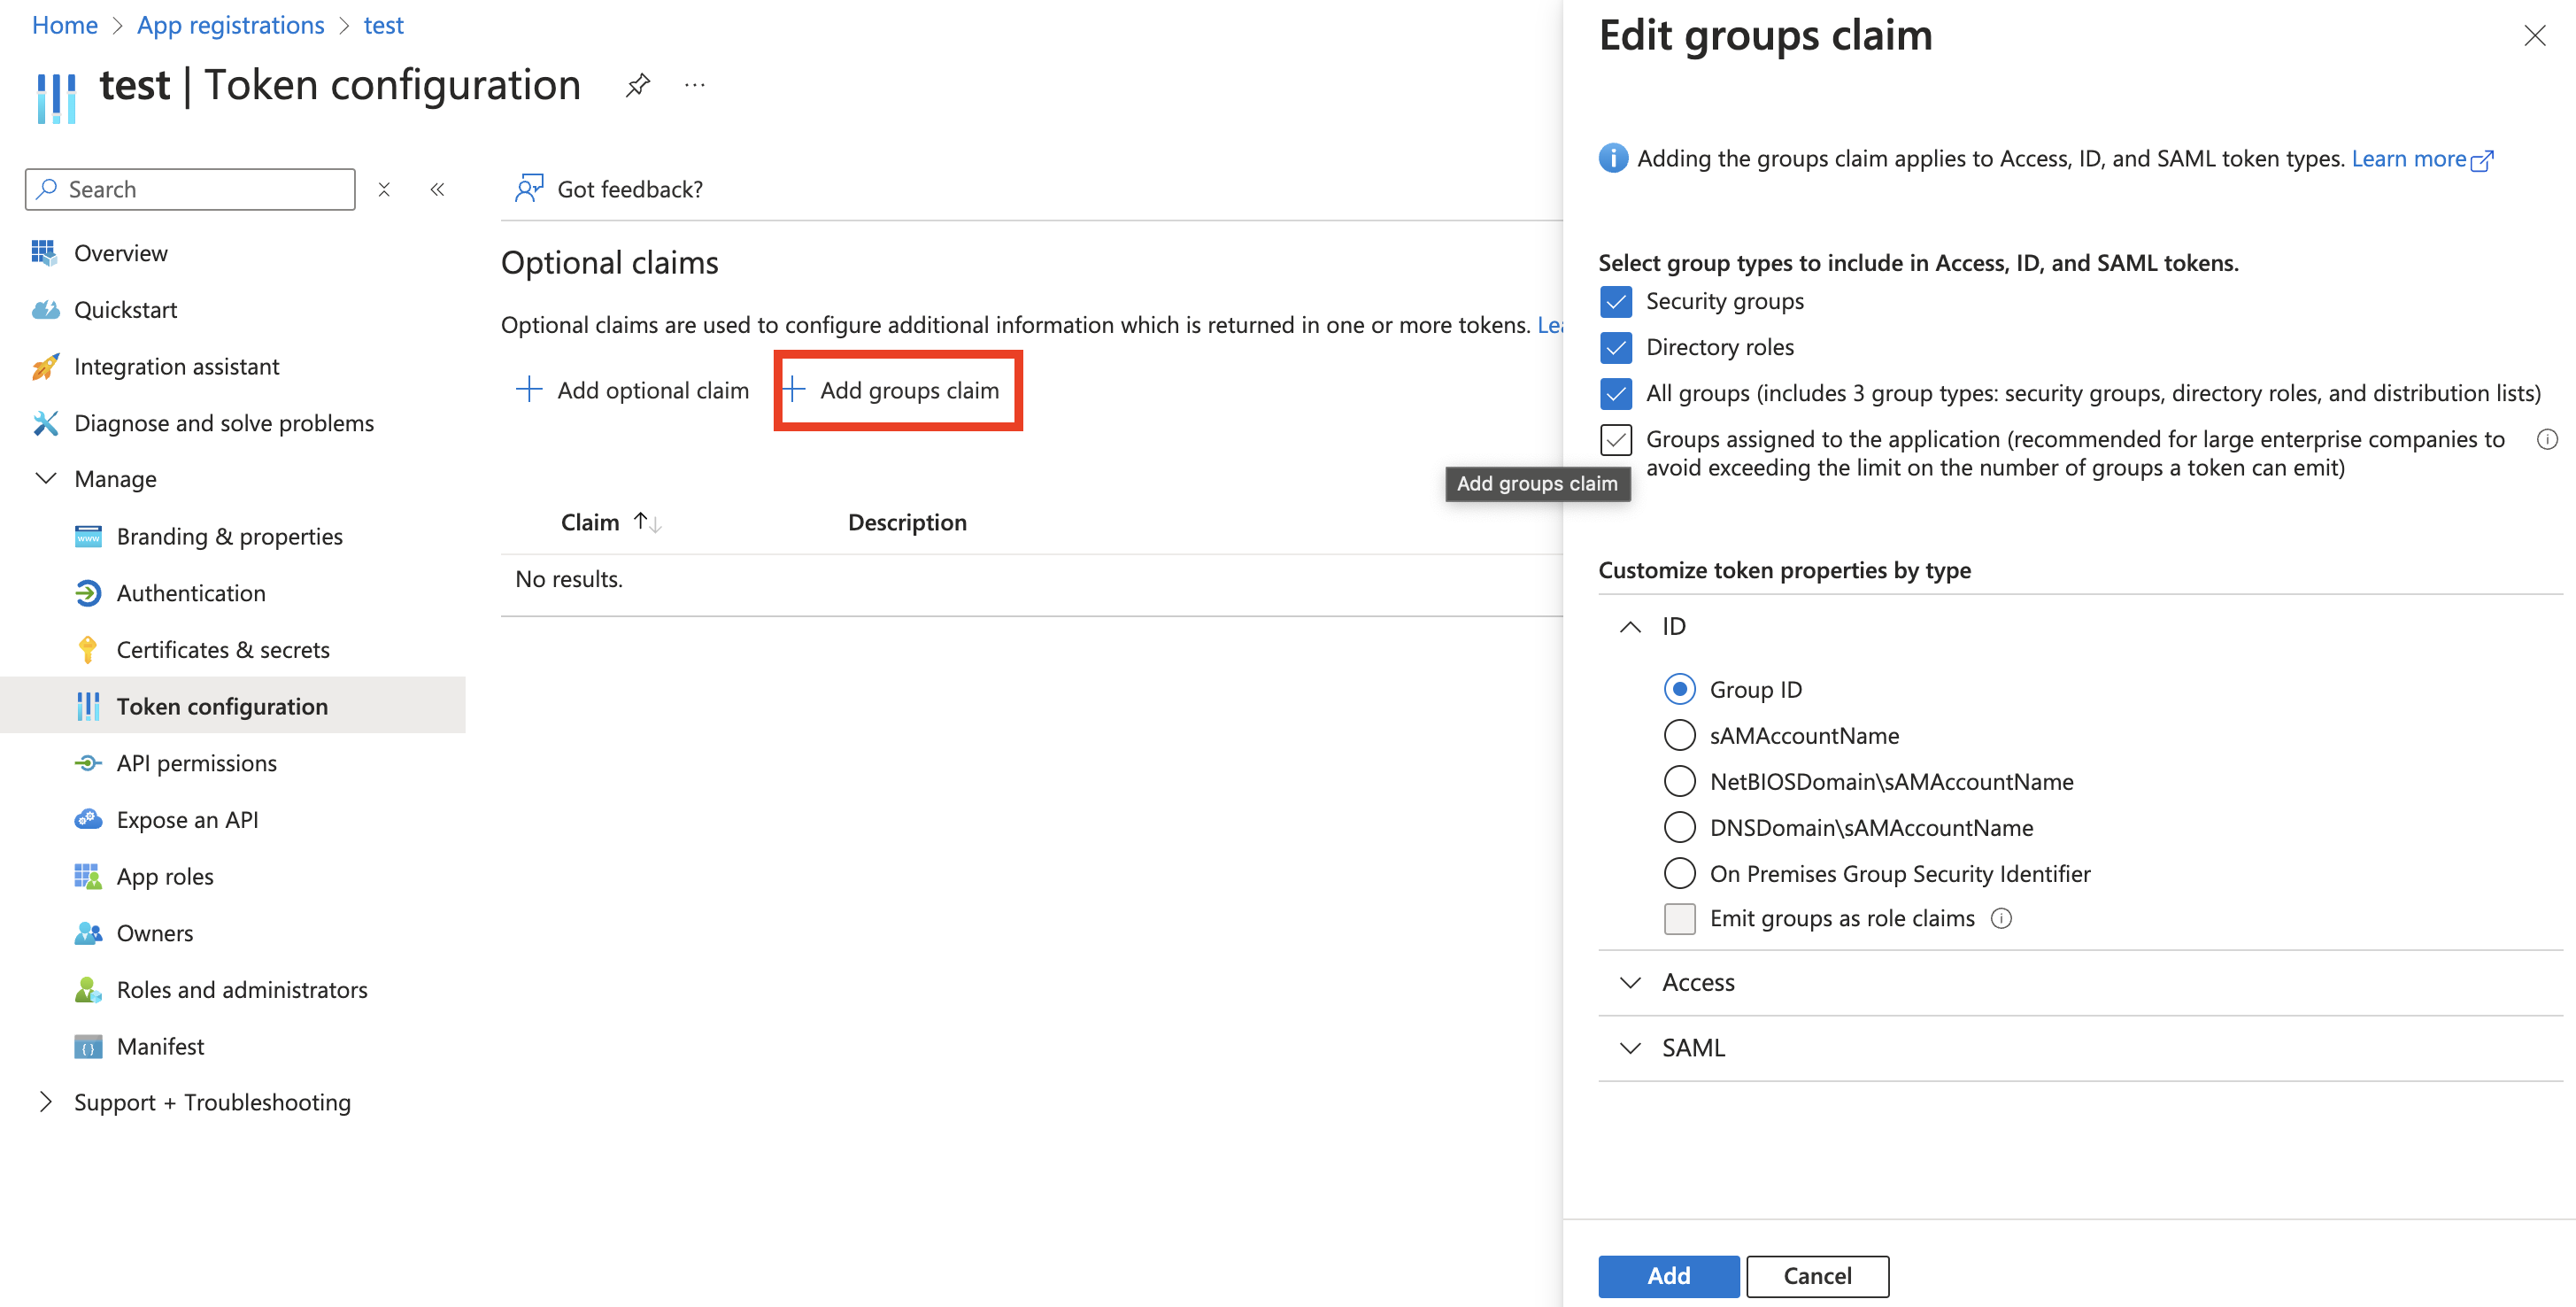 Home > App registrations > test
test | Token configuration
Search
Overview
Quickstart
Integration assistant
Diagnose and solve problems
Manage
Branding & properties
Authentication
Certificates & secrets
Token configuration
API permissions
Expose an API
App roles
Owners
Roles and administrators
Manifest
Support + Troubleshooting
Got feedback?
Optional claims
Optional claims are used to configure additional information which is returned in one or more tokens. Lea
Add optional claim
Add groups claim
Claim
Description
No results.
Edit groups claim
Adding the groups claim applies to Access, ID, and SAML token types. Learn more
Select group types to include in Access, ID, and SAML tokens.
Security groups
Directory roles
All groups (includes 3 group types: security groups, directory roles, and distribution lists)
Groups assigned to the application (recommended for large enterprise companies to
avoid exceeding the limit on the number of groups a token can emit)
Add groups claim
Customize token properties by type
ID
Group ID
sAMAccountName
NetBIOSDomain\sAMAccountName
DNSDomain\sAMAccountName
On Premises Group Security Identifier
Emit groups as role claims
Access
SAML
Add
Cancel